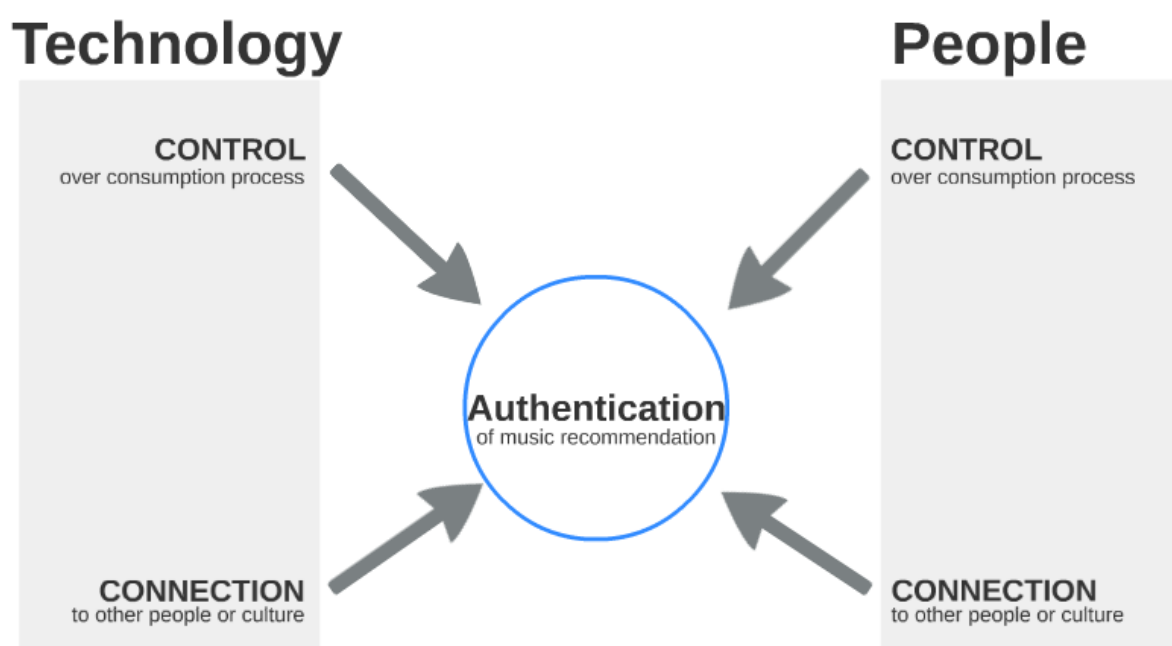 Technology
People
CONTROL
over consumption process
CONTROL
over consumption process
Authentication
of music recommendation
CONNECTION
to other people or culture
CONNECTION
to other people or culture